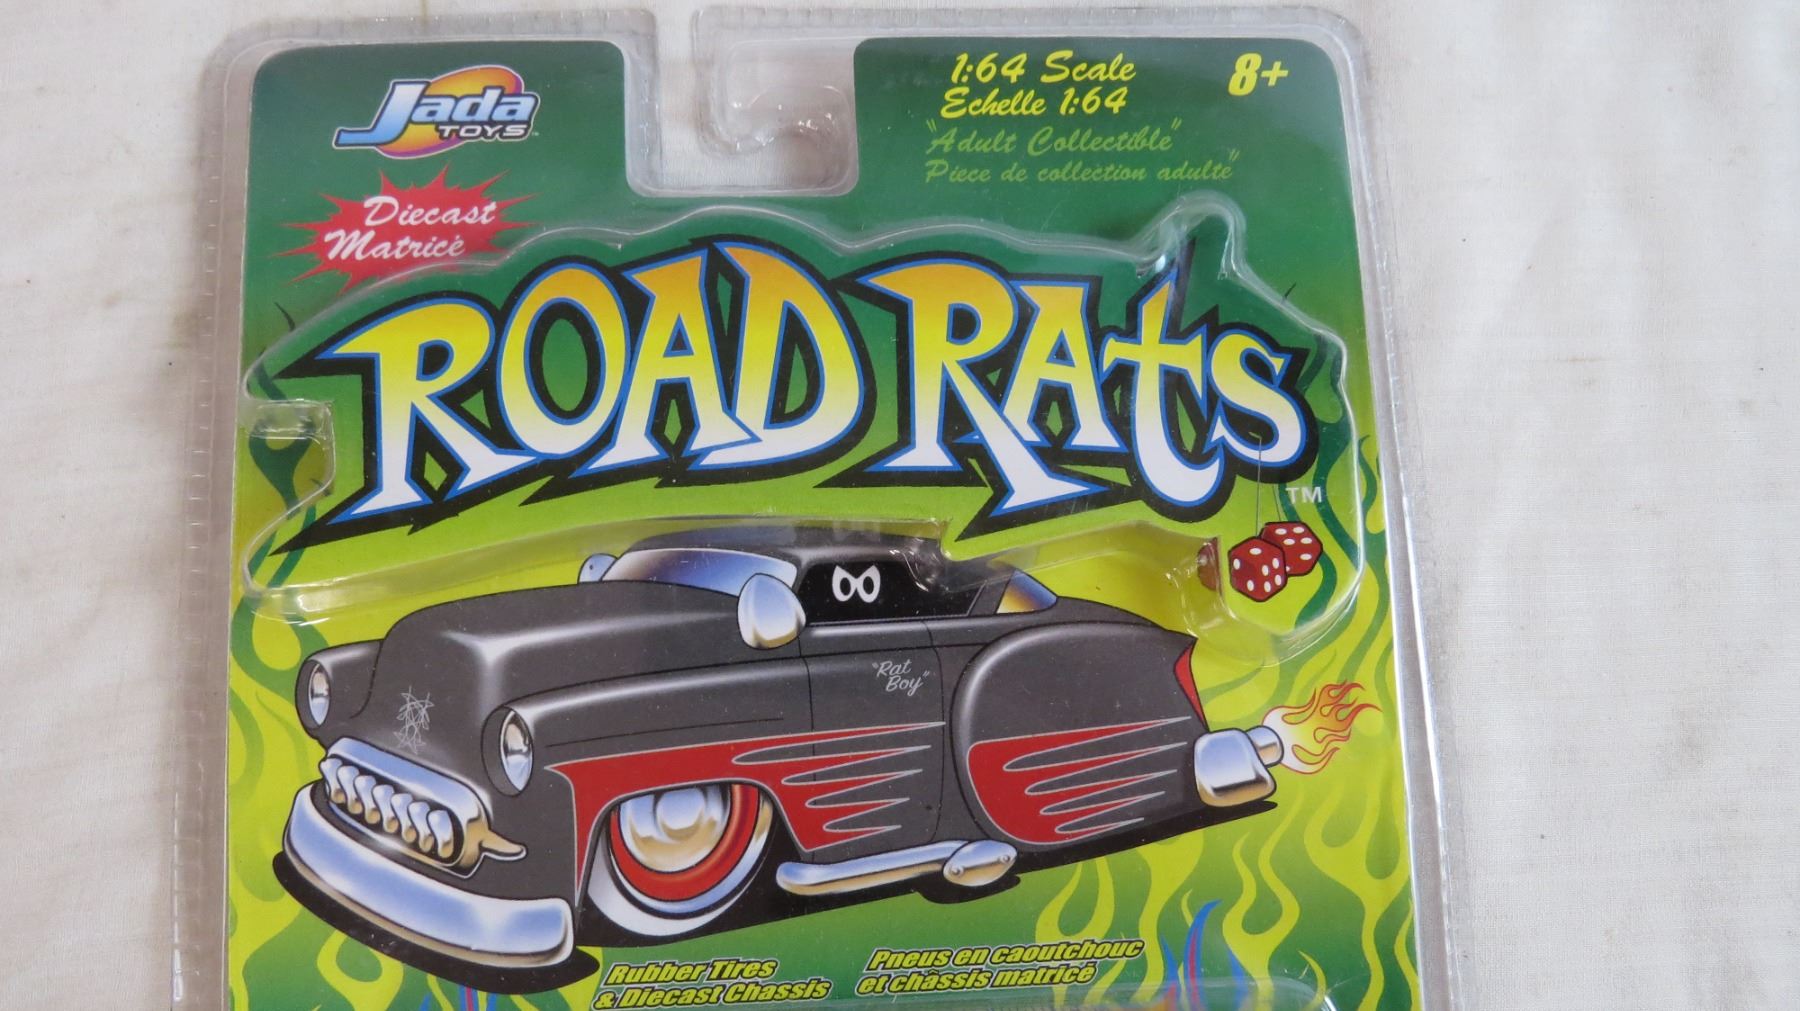 Jada
TOYS
1:64 Scale
Echelle 1:64
"Adult Collectible"
Piece de collection adulte"
8+
Diecast
Matricé
ROAD RAtS
TM
"Rat
Boy"
Rubber Tires
& Diecast Chassis
Pneus en caoutchouc
et châssis matricé